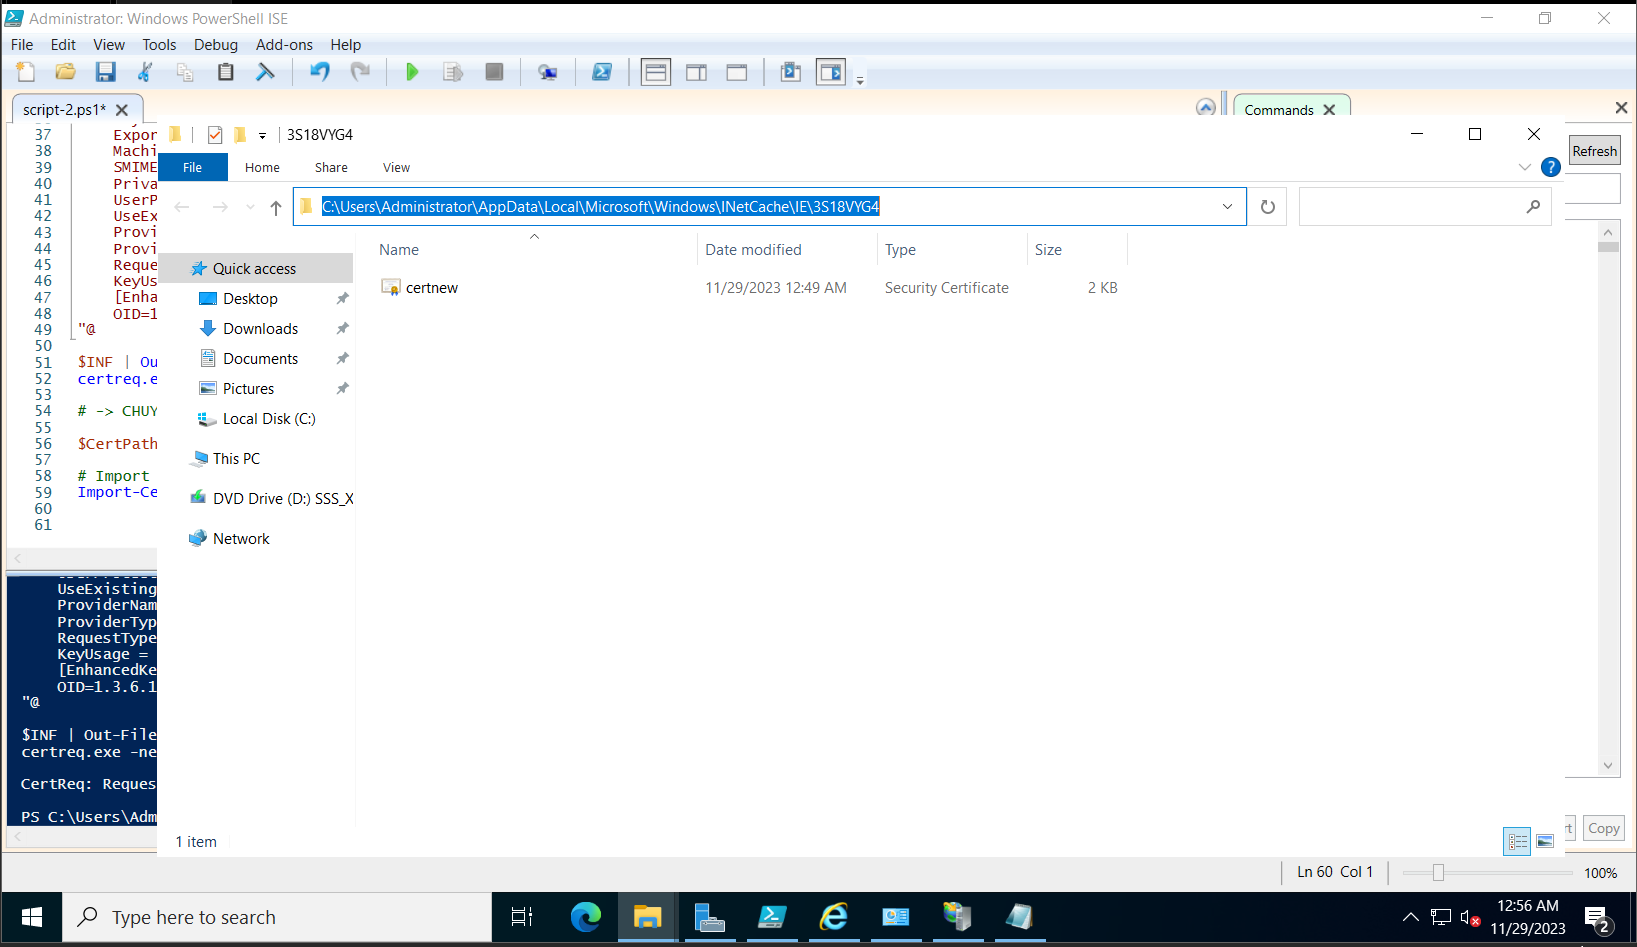 Administrator: Windows PowerShell ISE
File Edit View Tools Debug Add-ons Help
script-2.ps1*
Commands
3S18VYG4
File Home Share View
Refresh
C:\Users\Administrator\AppData\Local\Microsoft\Windows\INetCache\IE\3S18VYG4
Name Date modified Type Size
certnew 11/29/2023 12:49 AM Security Certificate 2 KB
Quick access
Desktop
Downloads
Documents
Pictures
Local Disk (C:)
This PC
DVD Drive (D:) SSS_X
Network
1 item
37 Expor
38 Machi
39 SMIME
40 Priva
41 UserP
42 UseEx
43 Provi
44 Provi
45 Reque
46 KeyUs
47 [Enha
48 OID=1
49 "@
50
51 $INF | Ou
52 certreq.e
53
54 # -> CHUY
55
56 $CertPath
57
58 # Import
59 Import-Ce
60
61
UseExisting
ProviderNam
ProviderTyp
RequestType
KeyUsage =
[EnhancedKe
OID=1.3.6.1
"@
$INF | Out-File
certreq.exe -ne
CertReq: Reques
PS C:\Users\Adm
Copy
Ln 60 Col 1
100%
Type here to search
12:56 AM
11/29/2023
2